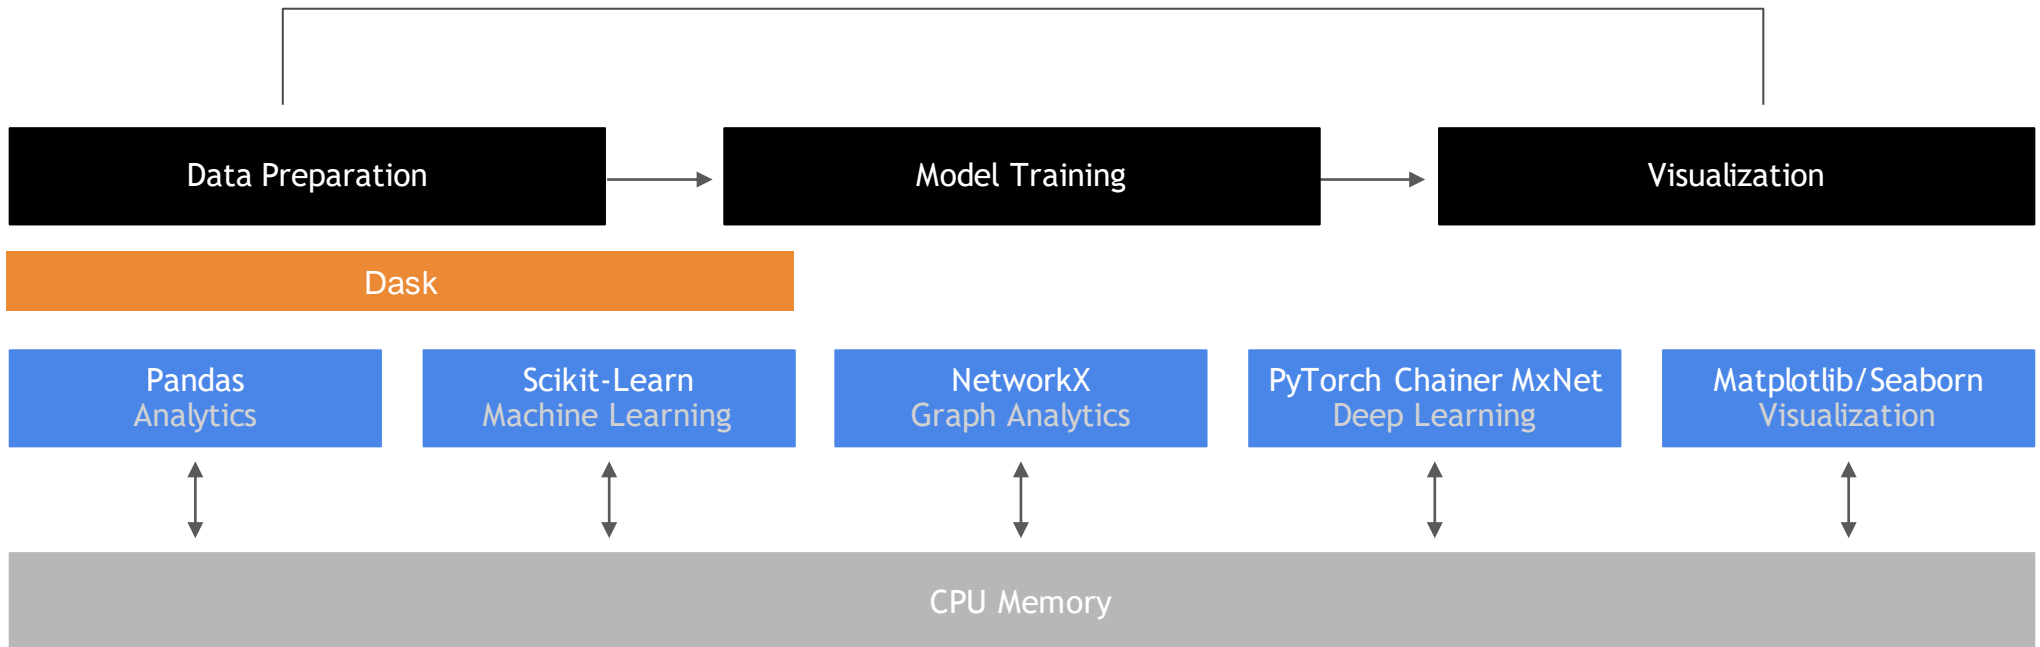 Data Preparation
Model Training
Visualization
Dask
Pandas
Analytics
Scikit-Learn
Machine Learning
NetworkX
Graph Analytics
PyTorch Chainer MxNet
Deep Learning
Matplotlib/Seaborn
Visualization
CPU Memory